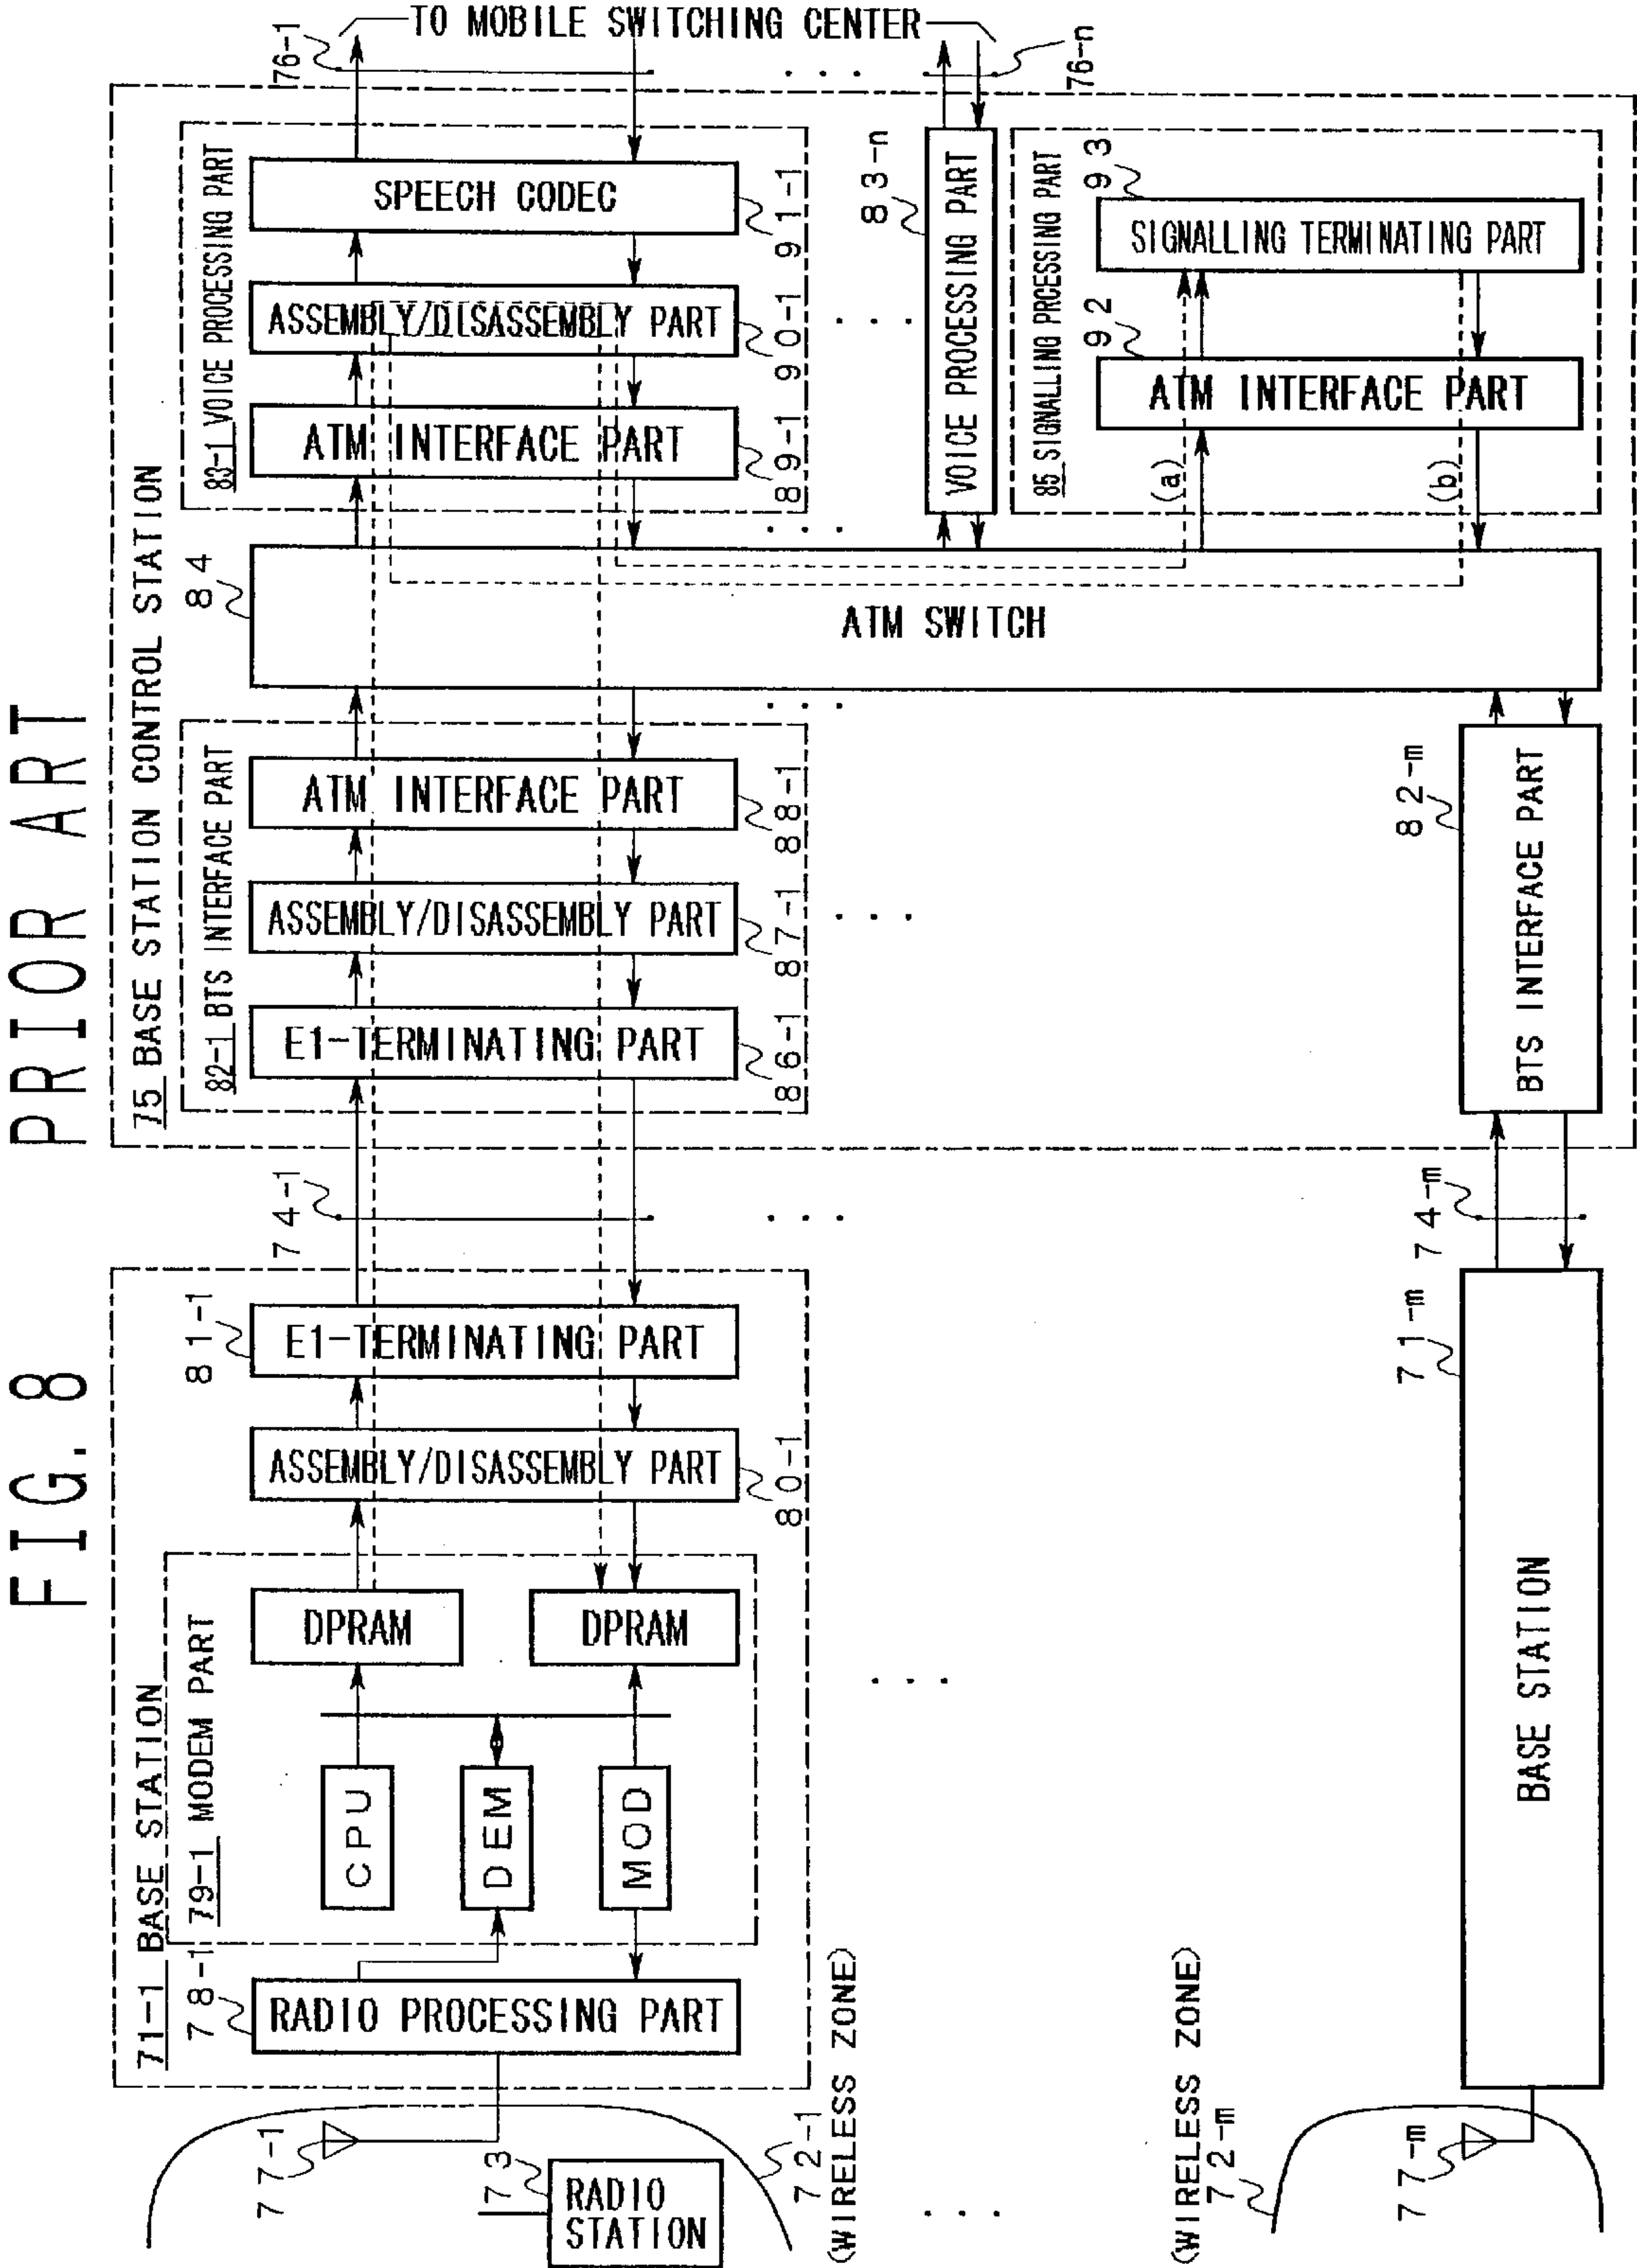 FIG. 8 PRIOR ART
71-1 BASE STATION
75 BASE STATION CONTROL STATION
79-1 MODEM PART
82-1 BTS INTERFACE PART
83-1 VOICE PROCESSING PART
77-1
78-1
81-1
74-1
84
76-1
TO MOBILE SWITCHING CENTER
73
RADIO
STATION
RADIO PROCESSING PART
CPU
DEM
MOD
DPRAM
DPRAM
ASSEMBLY/DISASSEMBLY PART
E1-TERMINATING PART
E1-TERMINATING PART
ASSEMBLY/DISASSEMBLY PART
ATM INTERFACE PART
ATM SWITCH
ATM INTERFACE PART
ASSEMBLY/DISASSEMBLY PART
SPEECH CODEC
72-1
(WIRELESS ZONE)
80-1
86-1
87-1
88-1
89-1
90-1
91-1
83-n
VOICE PROCESSING PART
76-n
85 SIGNALLING PRCESSING PART
92
93
(a)
(b)
ATM INTERFACE PART
SIGNALLING TERMINATING PART
(WIRELESS ZONE)
72-m
77-m
71-m
BASE STATION
74-m
82-m
BTS INTERFACE PART